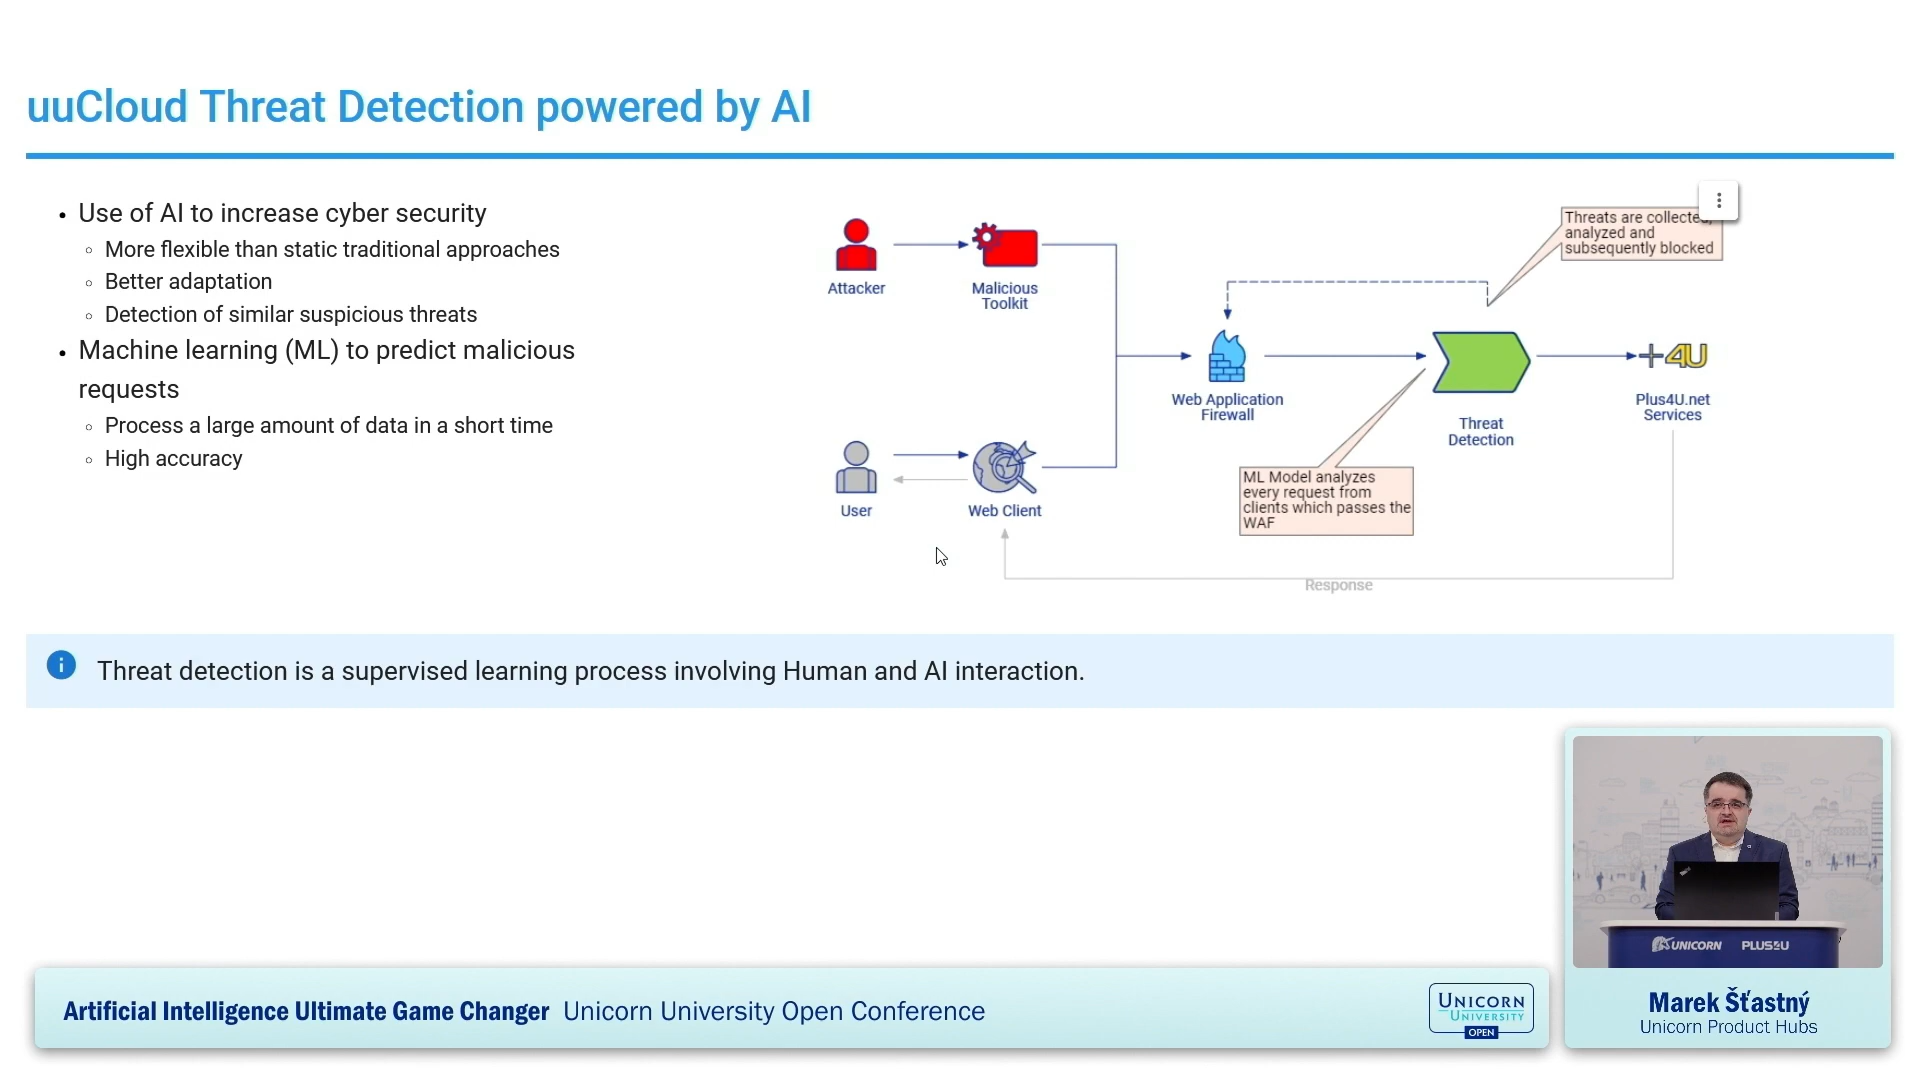 uuCloud Threat Detection powered by AI
Use of AI to increase cyber security
More flexible than static traditional approaches
Better adaptation
Detection of similar suspicious threats
Machine learning (ML) to predict malicious
requests
Process a large amount of data in a short time
High accuracy
Attacker
Malicious
Toolkit
Threats are collected,
analyzed and
subsequently blocked
Web Application
Firewall
Threat
Detection
+4U
Plus4U.net
Services
User
Web Client
ML Model analyzes
every request from
clients which passes the
WAF
Response
Threat detection is a supervised learning process involving Human and AI interaction.
UNICORN PLUS4U
Artificial Intelligence Ultimate Game Changer Unicorn University Open Conference
UNICORN
UNIVERSITY
OPEN
Marek Šťastný
Unicorn Product Hubs